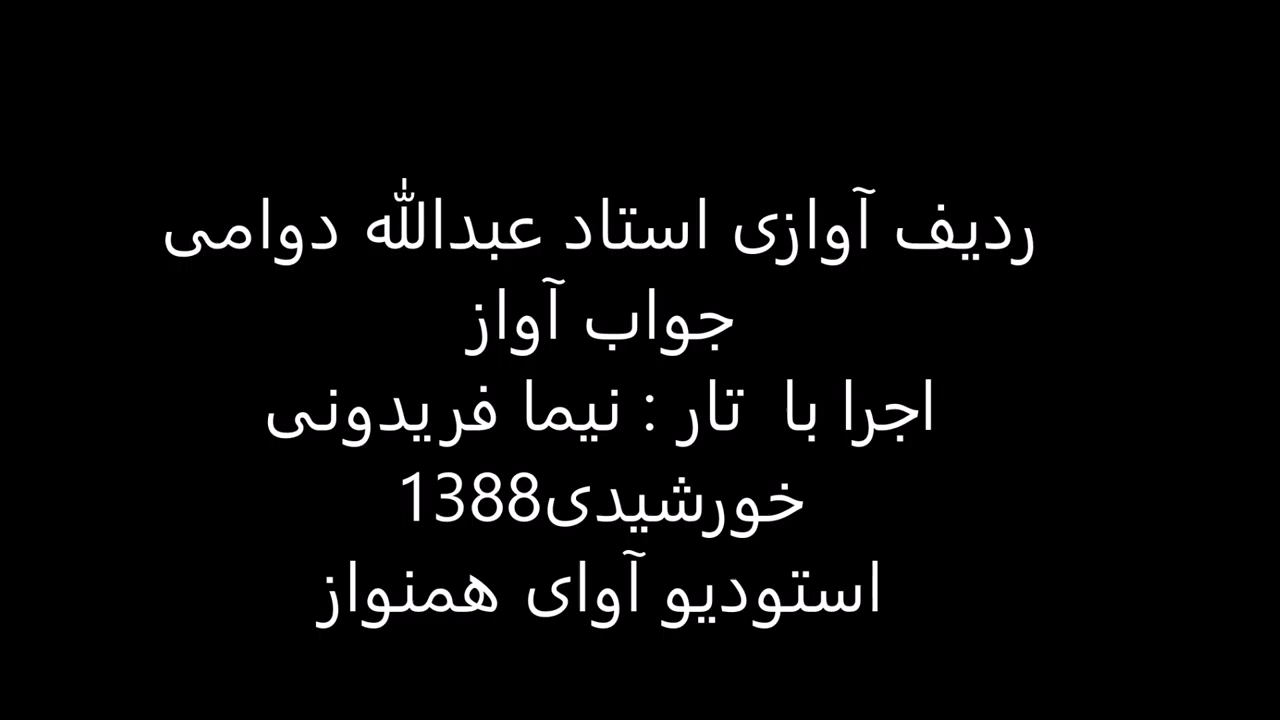 ردیف آوازی استاد عبدالله دوامی
جواب آواز
اجرا با تار : نیما فریدونی
خورشیدی1388
استودیو آوای همنواز